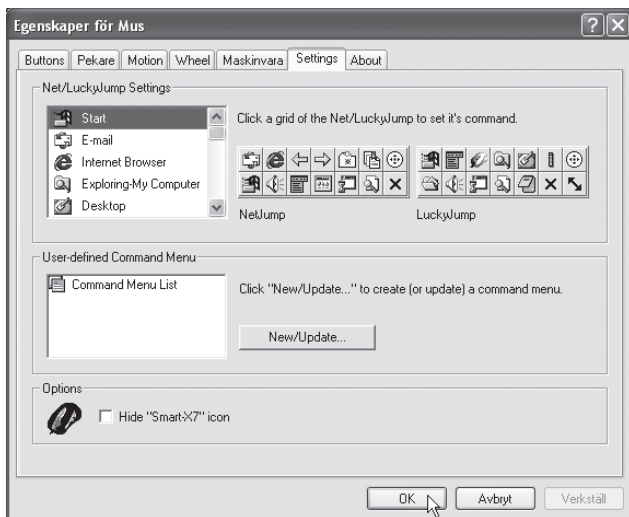 Egenskaper för Mus
Buttons Pekare Motion Wheel Maskinvara Settings About
Net/LuckyJump Settings
Start
E-mail
Internet Browser
Exploring-My Computer
Desktop
Click a grid of the Net/LuckyJump to set it's command.
NetJump
LuckyJump
User-defined Command Menu
Command Menu List
Click "New/Update..." to create (or update) a command menu.
New/Update...
Options
Hide "Smart-X7" icon
OK Avbryt Verkställ